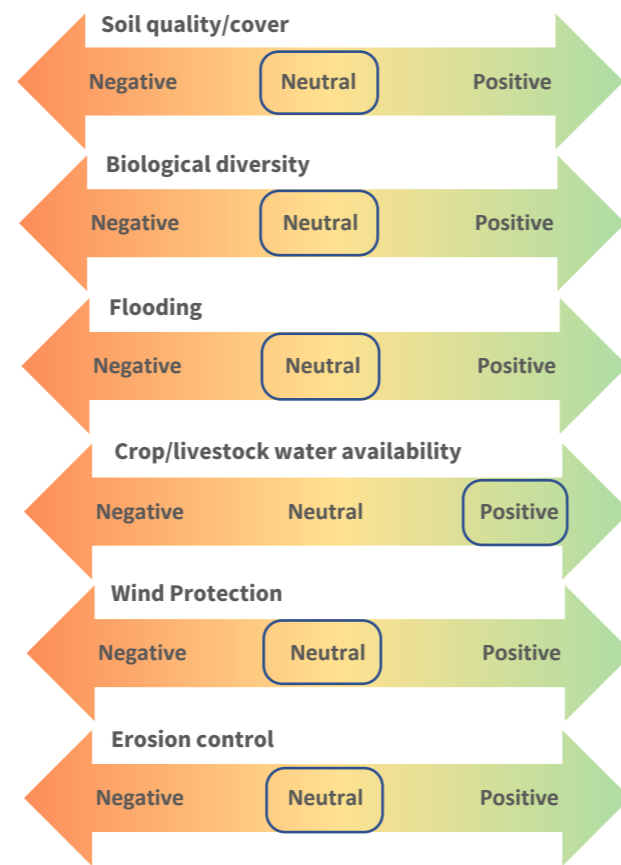 Soil quality/cover
Negative Neutral Positive
Biological diversity
Negative Neutral Positive
Flooding
Negative Neutral Positive
Crop/livestock water availability
Negative Neutral Positive
Wind Protection
Negative Neutral Positive
Erosion control
Negative Neutral Positive